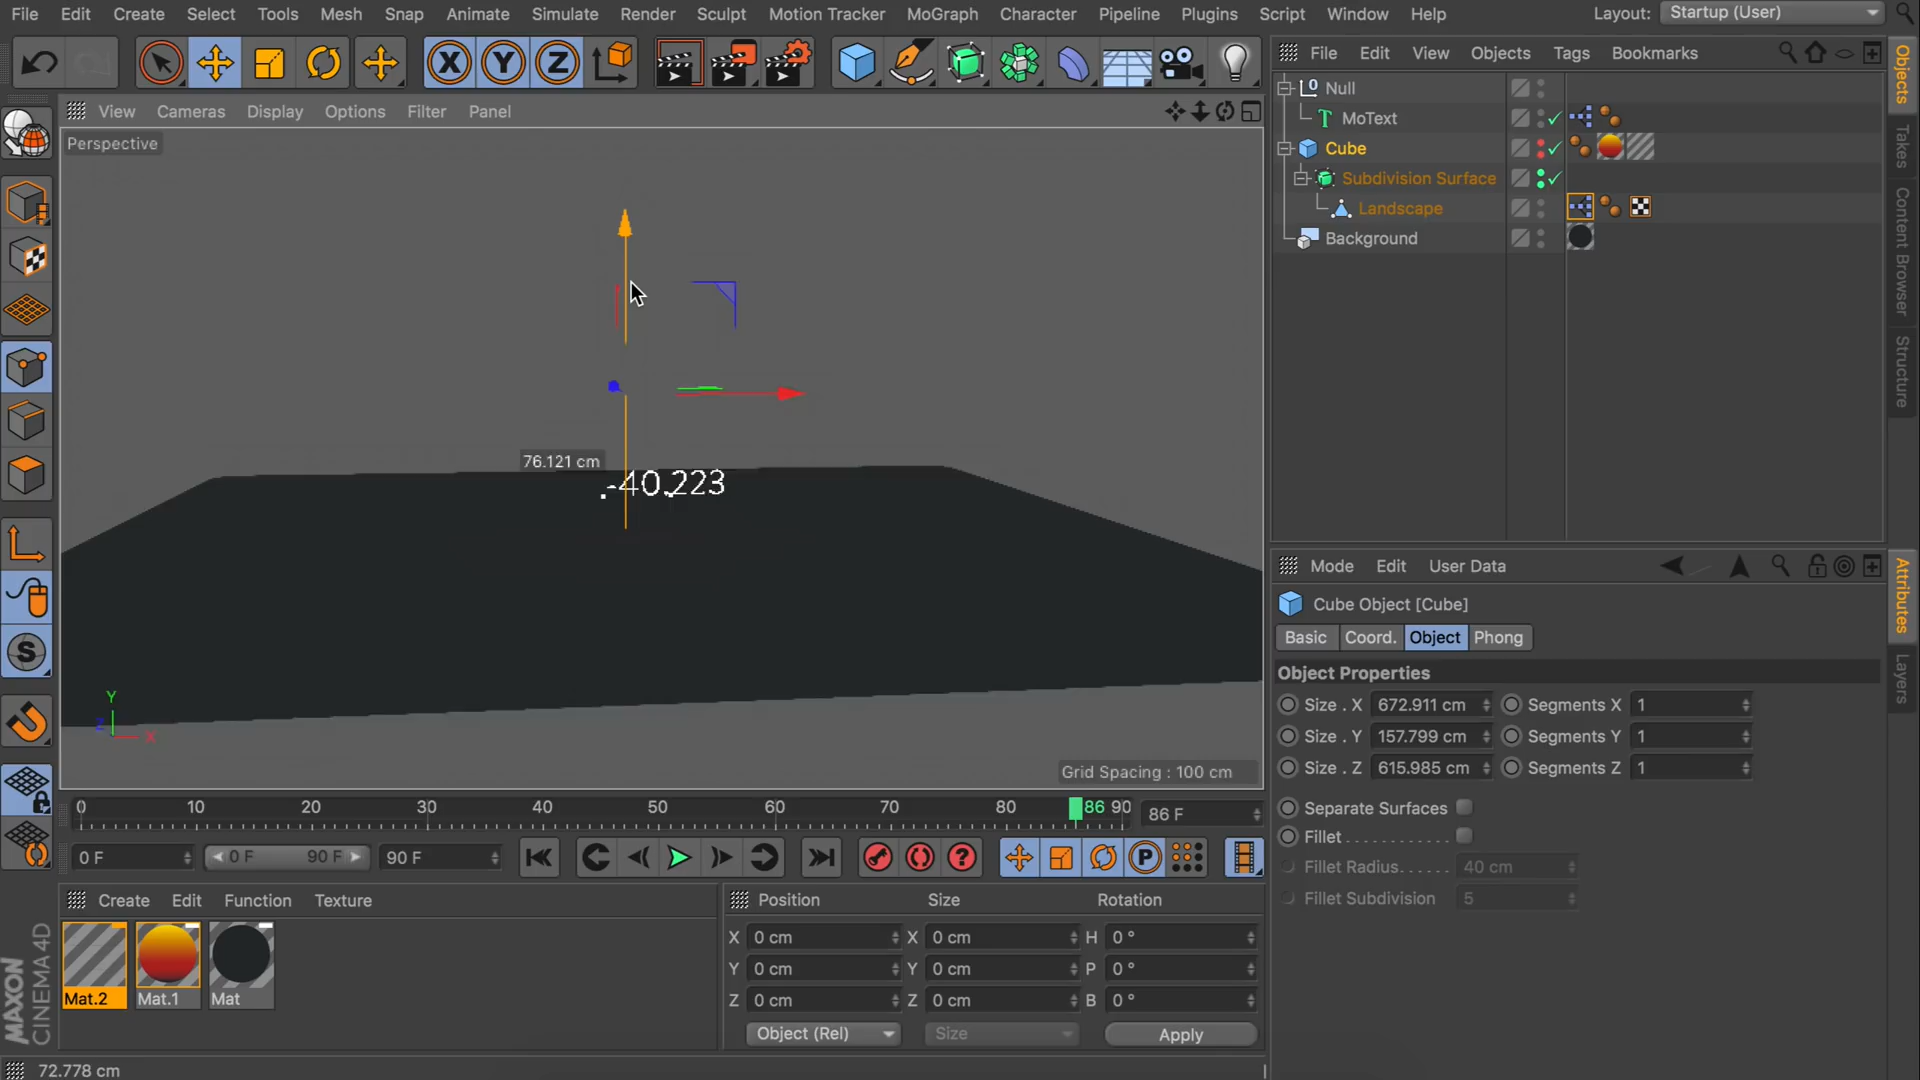 File Edit Create Select Tools Mesh Snap Animate Simulate Render Sculpt Motion Tracker MoGraph Character Pipeline Plugins Script Window Help Layout: Startup (User)
X Y Z
File Edit View Objects Tags Bookmarks
View Cameras Display Options Filter Panel
Perspective
Null
MoText
Cube
Subdivision Surface
Landscape
Background
Objects
Takes
Content Browser
Structure
76.121 cm
-40.223
Y
Z
X
Grid Spacing : 100 cm
S
Mode Edit User Data
Cube Object [Cube]
Basic Coord. Object Phong
Object Properties
Size . X 672.911 cm Segments X 1
Size . Y 157.799 cm Segments Y 1
Size . Z 615.985 cm Segments Z 1
Separate Surfaces
Fillet
Fillet Radius 40 cm
Fillet Subdivision 5
Attributes
Layers
0 10 20 30 40 50 60 70 80 86 90 86 F
0 F 0 F 90 F 90 F
P
Create Edit Function Texture
Mat.2 Mat.1 Mat
Position Size Rotation
X 0 cm X 0 cm H 0 °
Y 0 cm Y 0 cm P 0 °
Z 0 cm Z 0 cm B 0 °
Object (Rel) Size Apply
MAXON
CINEMA 4D
72.778 cm